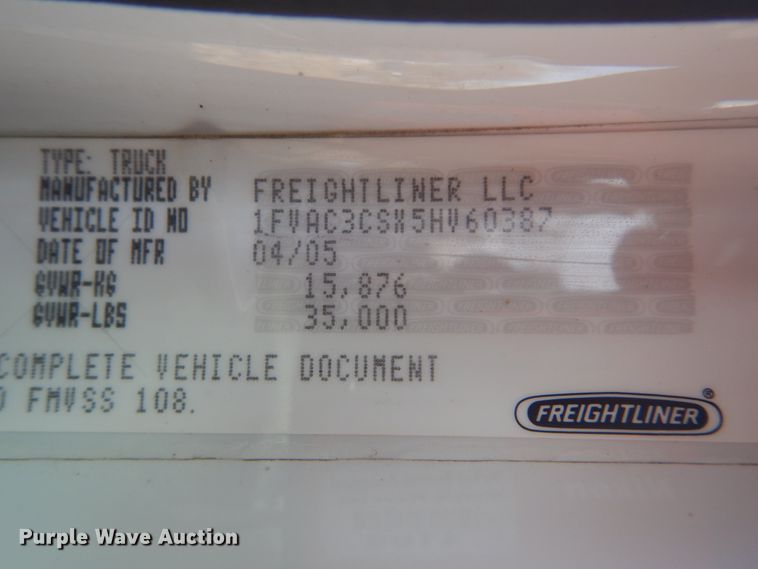 TYPE: TRUCK
MANUFACTURED BY FREIGHTLINER LLC
VEHICLE ID NO 1FVAC3CSX5HV60387
DATE OF MFR 04/05
GVWR-KG 15,876
GVWR-LBS 35,000
COMPLETE VEHICLE DOCUMENT
FMVSS 108.
FREIGHTLINER®
Purple Wave Auction